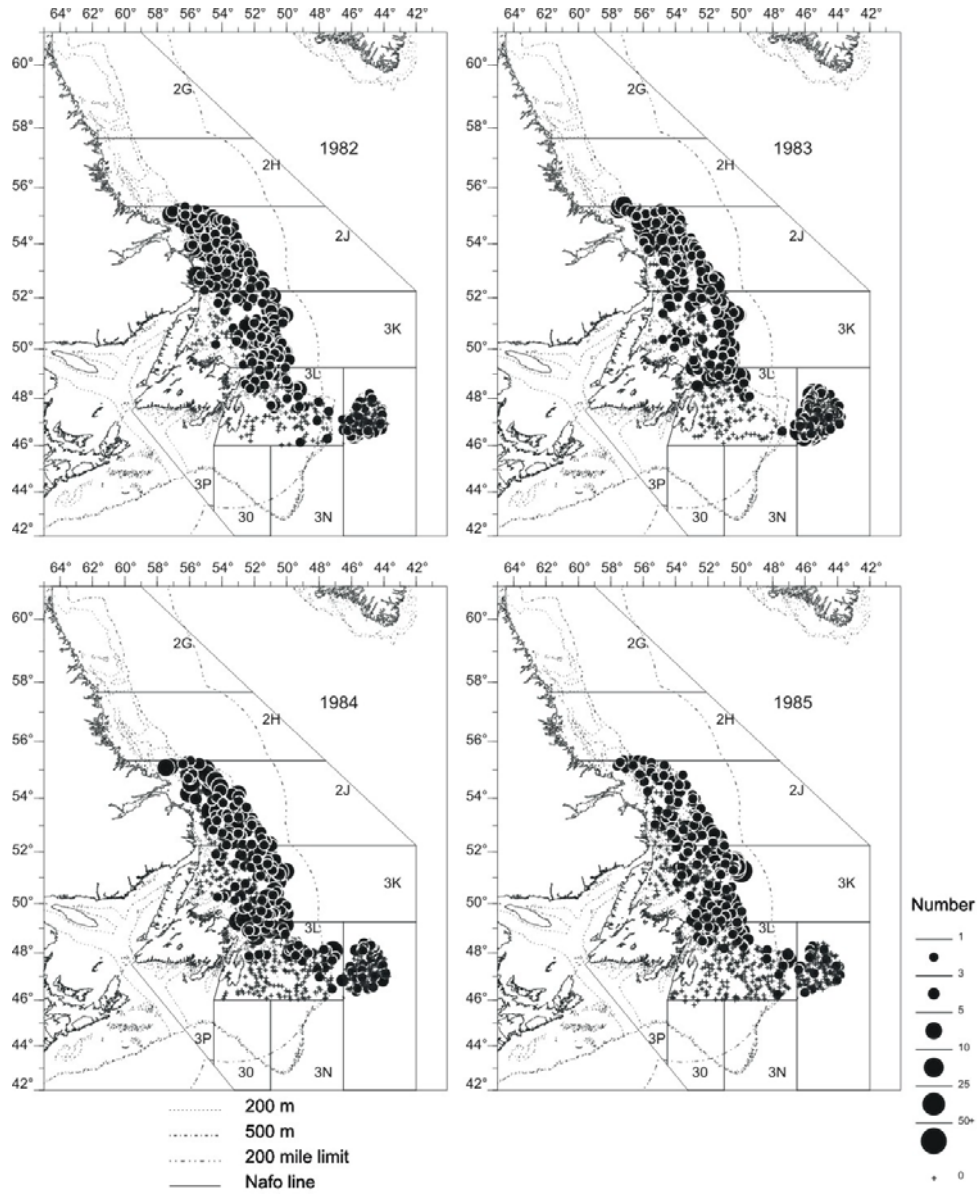 64° 62° 60° 58° 56° 54° 52° 50° 48° 46° 44° 42°
64° 62° 60° 58° 56° 54° 52° 50° 48° 46° 44° 42°
60°
58°
56°
54°
52°
50°
48°
46°
44°
42°
2G
2H
1982
2J
3K
3L
3P
30
3N
60°
58°
56°
54°
52°
50°
48°
46°
44°
42°
2G
2H
1983
2J
3K
3L
3P
30
3N
64° 62° 60° 58° 56° 54° 52° 50° 48° 46° 44° 42
64° 62° 60° 58° 56° 54° 52° 50° 48° 46° 44° 42°
60°
58°
56°
54°
52°
50°
48°
46°
44°
42°
2G
2H
1984
2J
3K
3L
3P
30
3N
60°
58°
56°
54°
52°
50°
48°
46°
44°
42°
2G
2H
1985
2J
3K
3L
3P
30
3N
Number
1
3
5
10
25
50+
0
200 m
500 m
200 mile limit
Nafo line